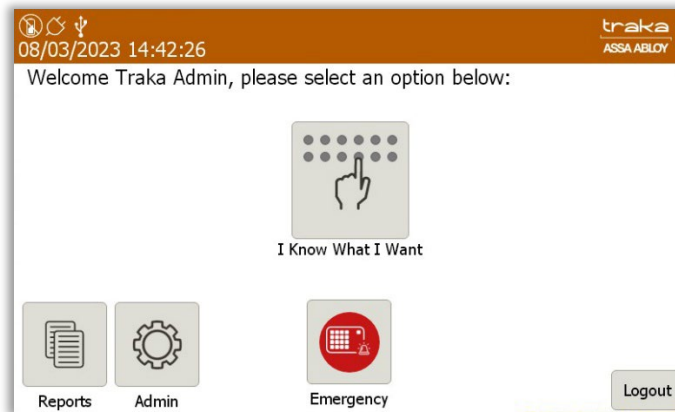 traka
08/03/2023 14:42:26
ASSA ABLOY
Welcome Traka Admin, please select an option below:
I Know What I Want
Reports
Admin
Emergency
Logout